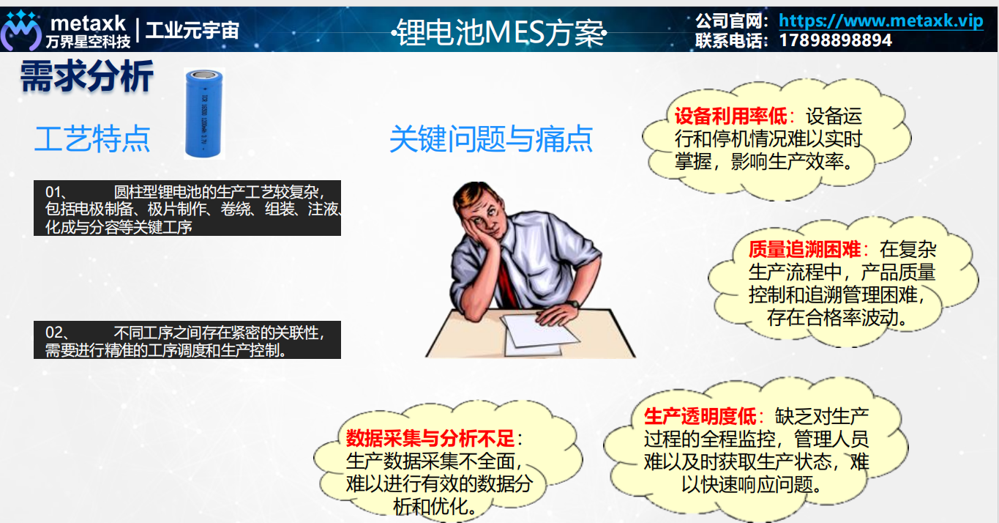 metaxk
万界星空科技
工业元宇宙
锂电池MES方案
公司官网：https://www.metaxk.vip
联系电话：17898898894
需求分析
工艺特点
01、 圆柱型锂电池的生产工艺较复杂，
包括电极制备、极片制作、卷绕、组装、注液、
化成与分容等关键工序
02、 不同工序之间存在紧密的关联性，
需要进行精准的工序调度和生产控制。
关键问题与痛点
设备利用率低：设备运
行和停机情况难以实时
掌握，影响生产效率。
质量追溯困难：在复杂
生产流程中，产品质量
控制和追溯管理困难，
存在合格率波动。
数据采集与分析不足：
生产数据采集不全面，
难以进行有效的数据分
析和优化。
生产透明度低：缺乏对生产
过程的全程监控，管理人员
难以及时获取生产状态，难
以快速响应问题。